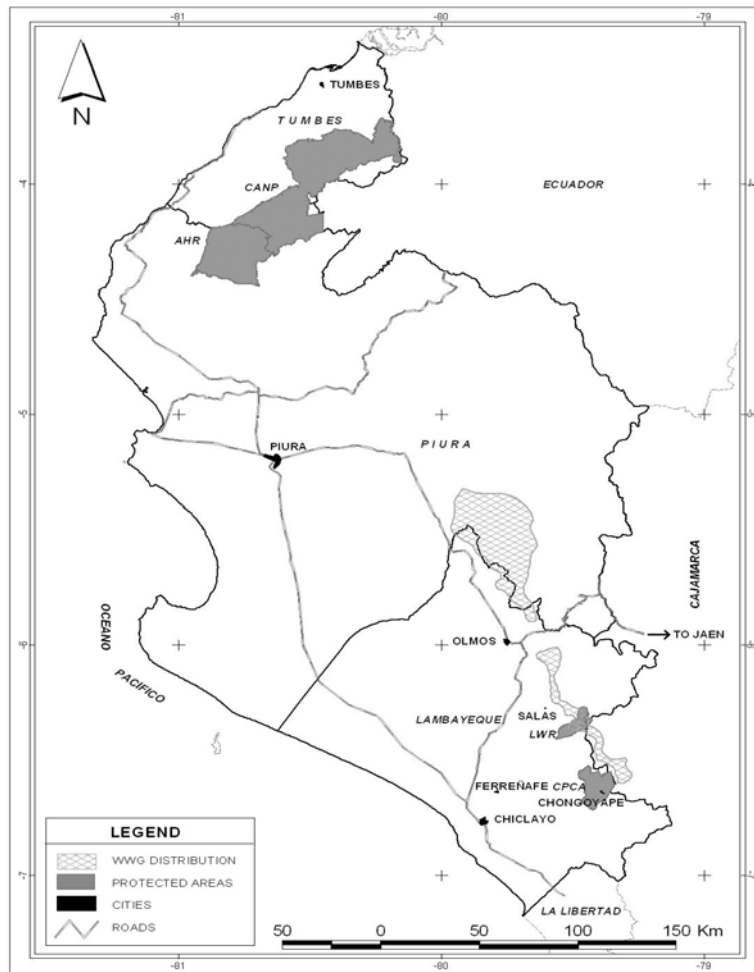 -81
-80
-79
N
TUMBES
TUMBES
-4
CANP
ECUADOR
AHR
-5
PIURA
PIURA
CAJAMARCA
OCEANO
PACIFICO
-6
OLMOS
TO JAEN
SALAS
LAMBAYEQUE
LWR
FERREÑAFE
CPCA
CHONGOYAPE
CHICLAYO
-7
LEGEND
WWG DISTRIBUTION
PROTECTED AREAS
CITIES
ROADS
LA LIBERTAD
50 0 50 100 150 Km
-81
-80
-79